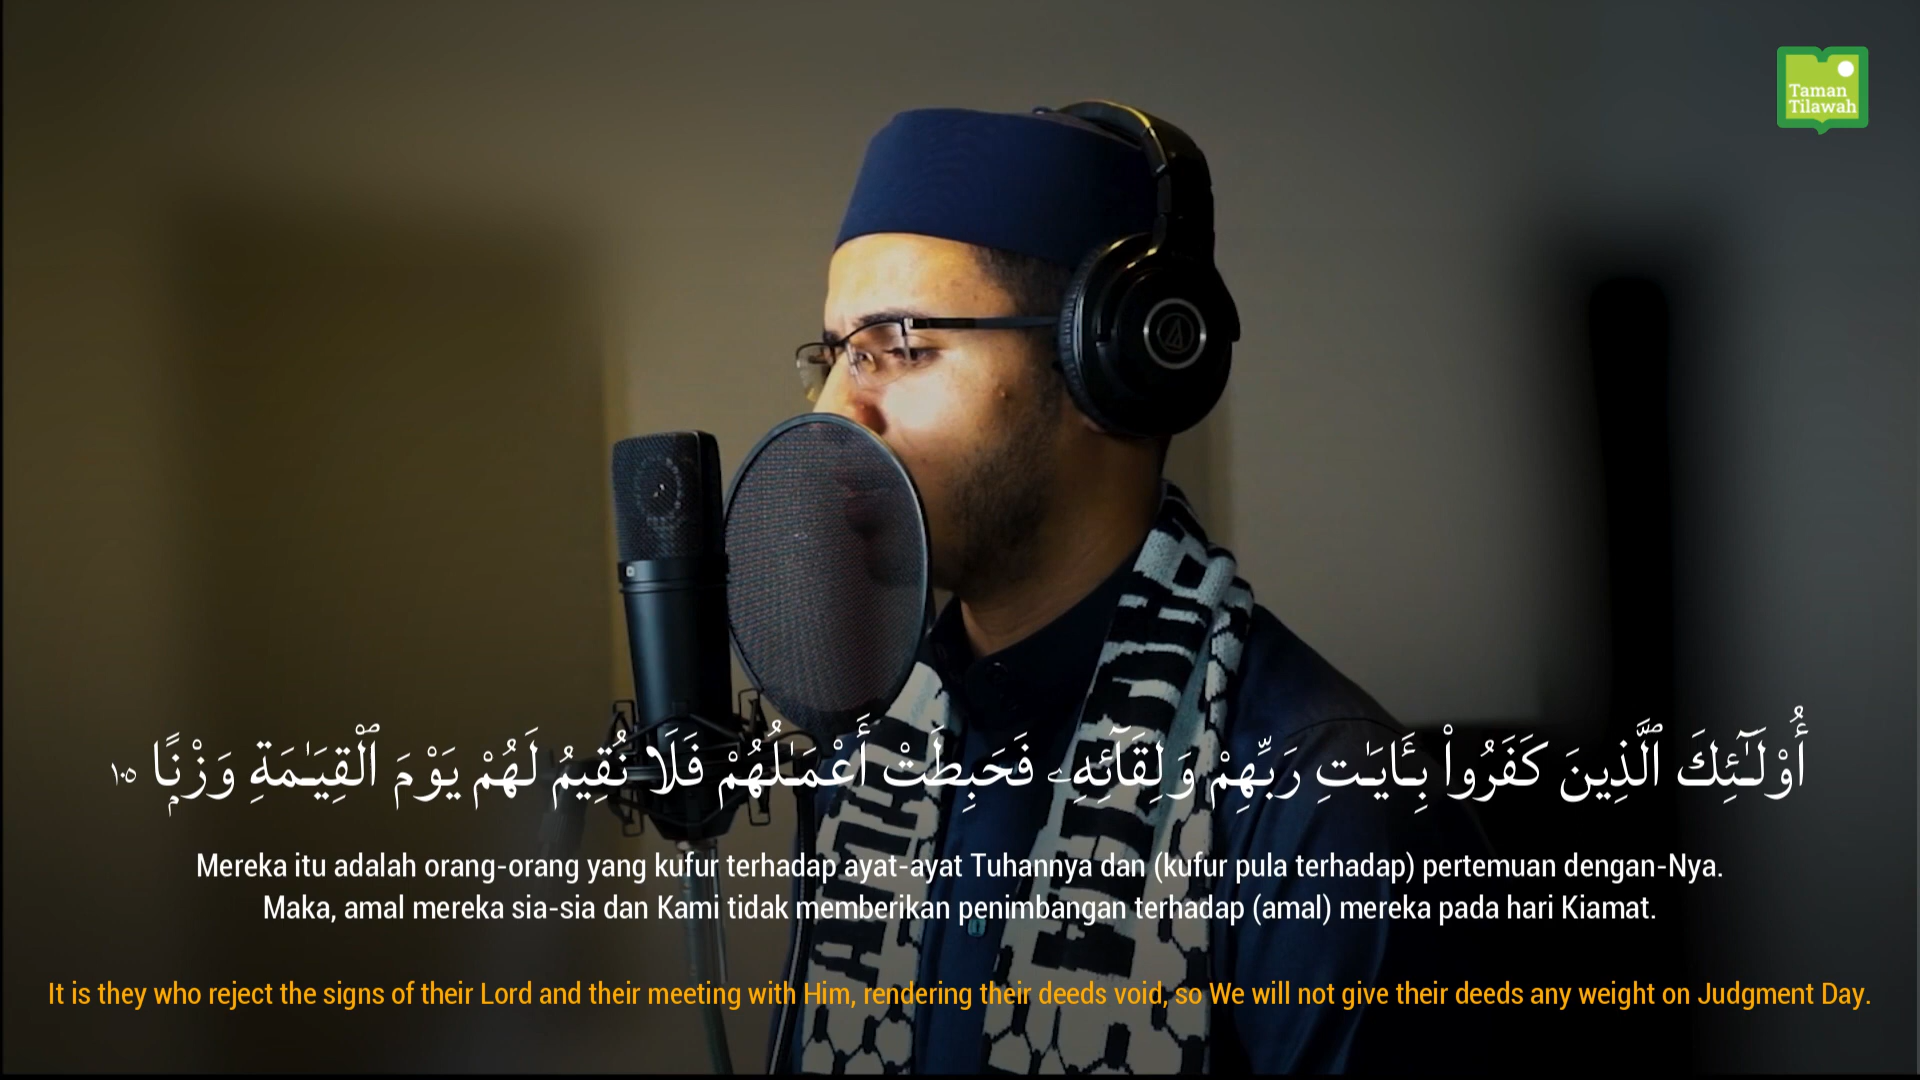 Taman
Tilawah
أُوْلَـٰٓئِكَ ٱلَّذِينَ كَفَرُواْ بِـَٔايَـٰتِ رَبِّهِمْ وَلِقَآئِهِۦ فَحَبِطَتْ أَعْمَـٰلُهُمْ فَلَا نُقِيمُ لَهُمْ يَوْمَ ٱلْقِيَـٰمَةِ وَزْنًۭا ١٠٥
Mereka itu adalah orang-orang yang kufur terhadap ayat-ayat Tuhannya dan (kufur pula terhadap) pertemuan dengan-Nya.
Maka, amal mereka sia-sia dan Kami tidak memberikan penimbangan terhadap (amal) mereka pada hari Kiamat.
It is they who reject the signs of their Lord and their meeting with Him, rendering their deeds void, so We will not give their deeds any weight on Judgment Day.